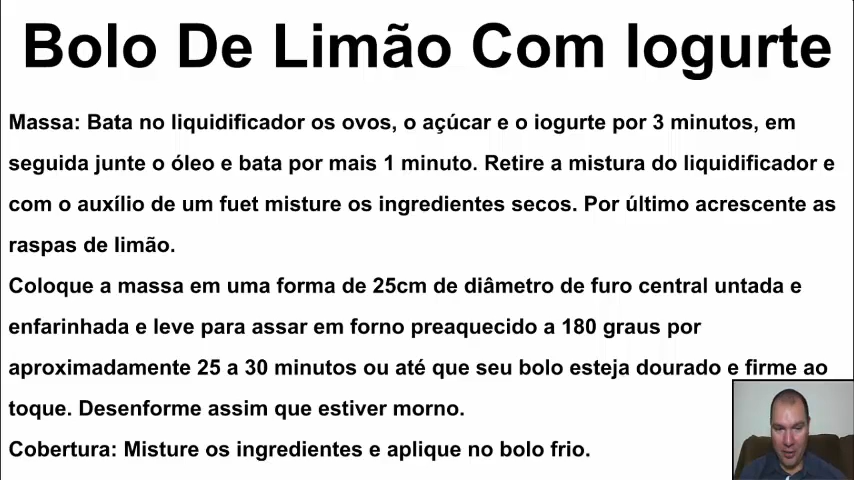 Bolo De Limão Com Iogurte
Massa: Bata no liquidificador os ovos, o açúcar e o iogurte por 3 minutos, em
seguida junte o óleo e bata por mais 1 minuto. Retire a mistura do liquidificador e
com o auxílio de um fuet misture os ingredientes secos. Por último acrescente as
raspas de limão.
Coloque a massa em uma forma de 25cm de diâmetro de furo central untada e
enfarinhada e leve para assar em forno preaquecido a 180 graus por
aproximadamente 25 a 30 minutos ou até que seu bolo esteja dourado e firme ao
toque. Desenforme assim que estiver morno.
Cobertura: Misture os ingredientes e aplique no bolo frio.